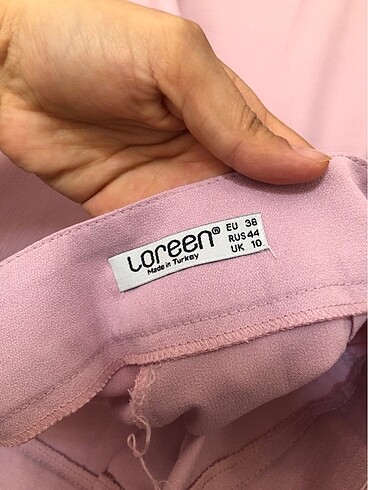 Loreen®
Made in Turkey
EU 38
RUS 44
UK 10